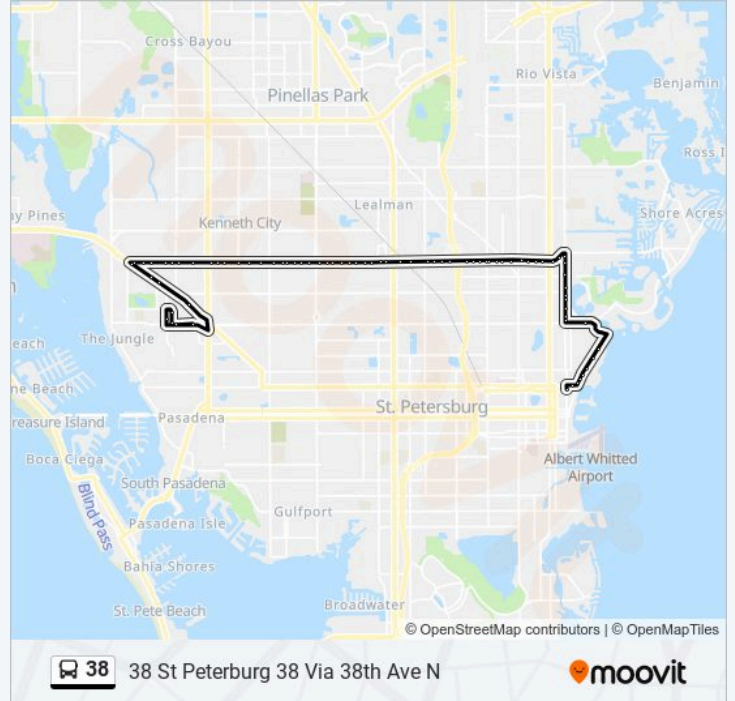 Cross Bayou
Rio Vista
Pinellas Park
Benjamin
Ross I
Lealman
ay Pines
Kenneth City
Shore Acres
n
The Jungle
each
ne Beach
St. Petersburg
reasure Island
Pasadena
Boca Ciega
Albert Whitted
Airport
South Pasadena
Blind Pass
Gulfport
Pasadena Isle
Bahia Shores
St. Pete Beach
Broadwater
© OpenStreetMap contributors | © OpenMapTiles
38 38 St Peterburg 38 Via 38th Ave N moovit